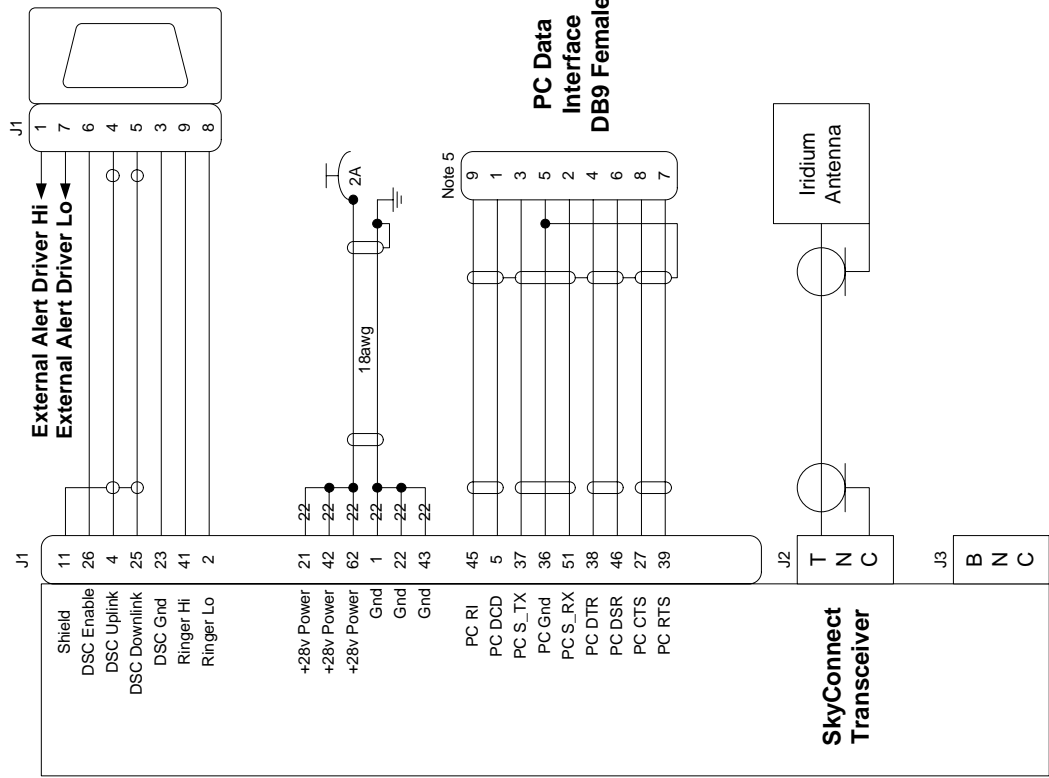 J1
1
7
6
4
5
3
9
8
External Alert Driver Hi
External Alert Driver Lo
J1
11
26
4
25
23
41
2
Shield
DSC Enable
DSC Uplink
DSC Downlink
DSC Gnd
Ringer Hi
Ringer Lo
2A
18awg
22
22
22
22
22
22
21
42
62
1
22
43
+28v Power
+28v Power
+28v Power
Gnd
Gnd
Gnd
PC Data
Interface
DB9 Female
Note 5
9
1
3
5
2
4
6
8
7
45
5
37
36
51
38
46
27
39
PC RI
PC DCD
PC S_TX
PC Gnd
PC S_RX
PC DTR
PC DSR
PC CTS
PC RTS
Iridium
Antenna
J2
T
N
C
J3
B
N
C
SkyConnect
Transceiver